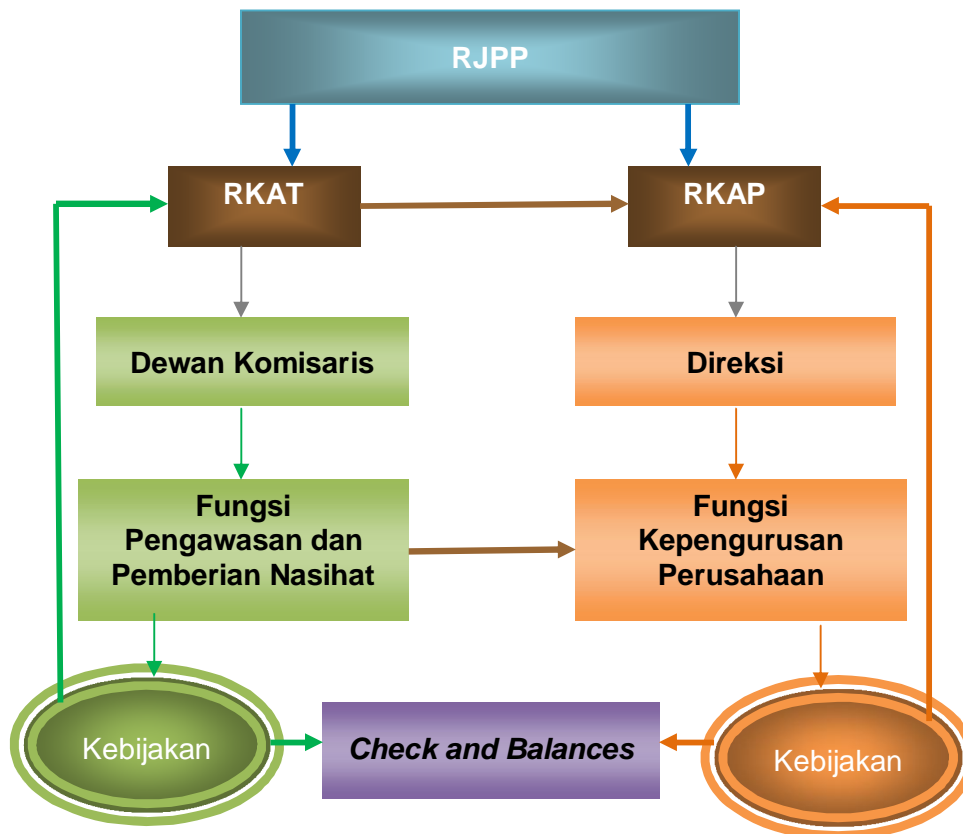 RJPP
RKAT
RKAP
Dewan Komisaris
Direksi
Fungsi
Pengawasan dan
Pemberian Nasihat
Fungsi
Kepengurusan
Perusahaan
Kebijakan
Check and Balances
Kebijakan